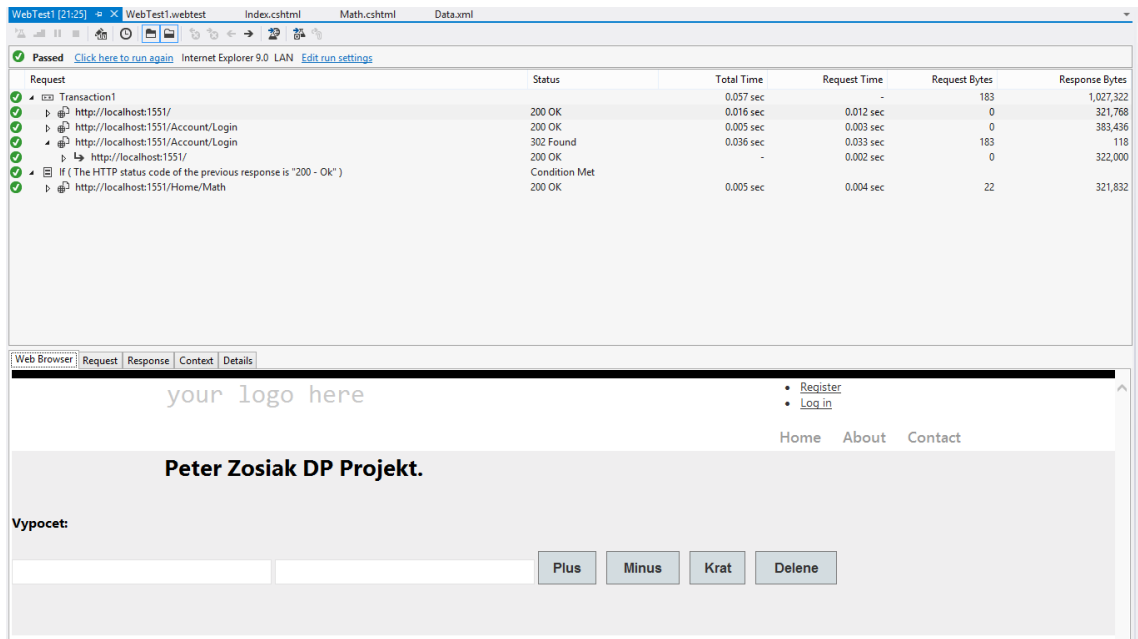 WebTest1 [21:25] WebTest1.webtest Index.cshtml Math.cshtml Data.xml
Passed Click here to run again Internet Explorer 9.0 LAN Edit run settings
Request Status Total Time Request Time Request Bytes Response Bytes
Transaction1 0.057 sec - 183 1,027,322
http://localhost:1551/ 200 OK 0.016 sec 0.012 sec 0 321,768
http://localhost:1551/Account/Login 200 OK 0.005 sec 0.003 sec 0 383,436
http://localhost:1551/Account/Login 302 Found 0.036 sec 0.033 sec 183 118
http://localhost:1551/ 200 OK - 0.002 sec 0 322,000
If ( The HTTP status code of the previous response is "200 - Ok" ) Condition Met
http://localhost:1551/Home/Math 200 OK 0.005 sec 0.004 sec 22 321,832
Web Browser Request Response Context Details
your logo here
Register
Log in
Home About Contact
Peter Zosiak DP Projekt.
Vypocet:
Plus Minus Krat Delene